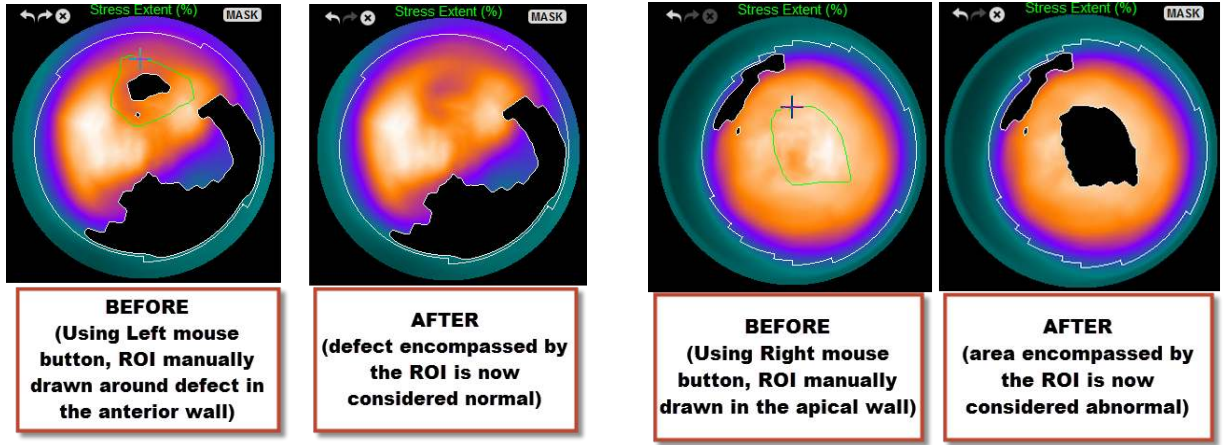 Stress Extent (%)
MASK
Stress Extent (%)
MASK
Stress Extent (%)
MASK
Stress Extent (%)
MASK
BEFORE
(Using Left mouse
button, ROI manually
drawn around defect in
the anterior wall)
AFTER
(defect encompassed by
the ROI is now
considered normal)
BEFORE
(Using Right mouse
button, ROI manually
drawn in the apical wall)
AFTER
(area encompassed by
the ROI is now
considered abnormal)